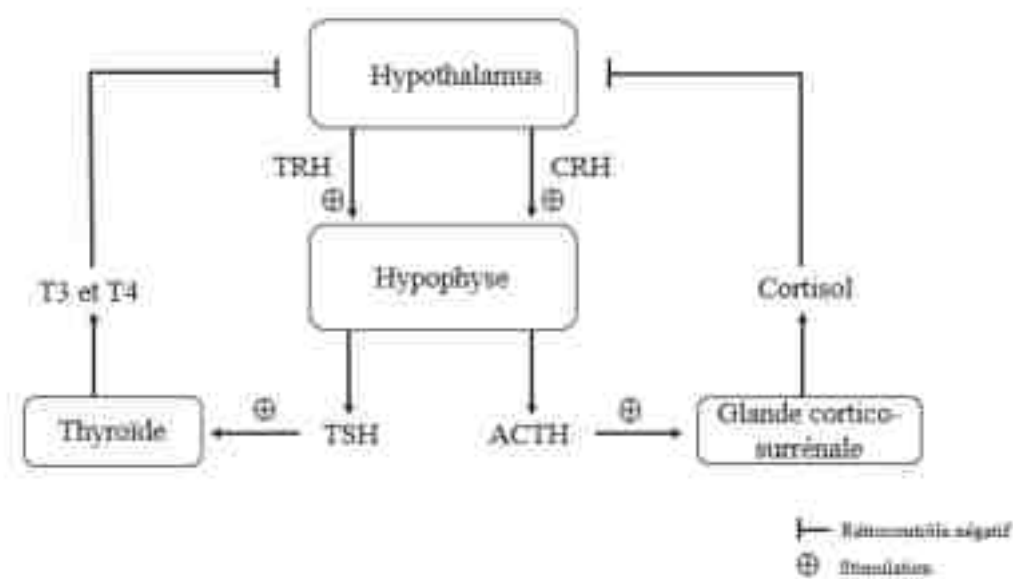 Hypothalamus
TRH
CRH
⊕
⊕
Hypophyse
T3 et T4
Cortisol
Thyroïde
⊕
TSH
ACTH
⊕
Glande cortico-
surrénale
Rétrocontrôle négatif
⊕ Stimulation